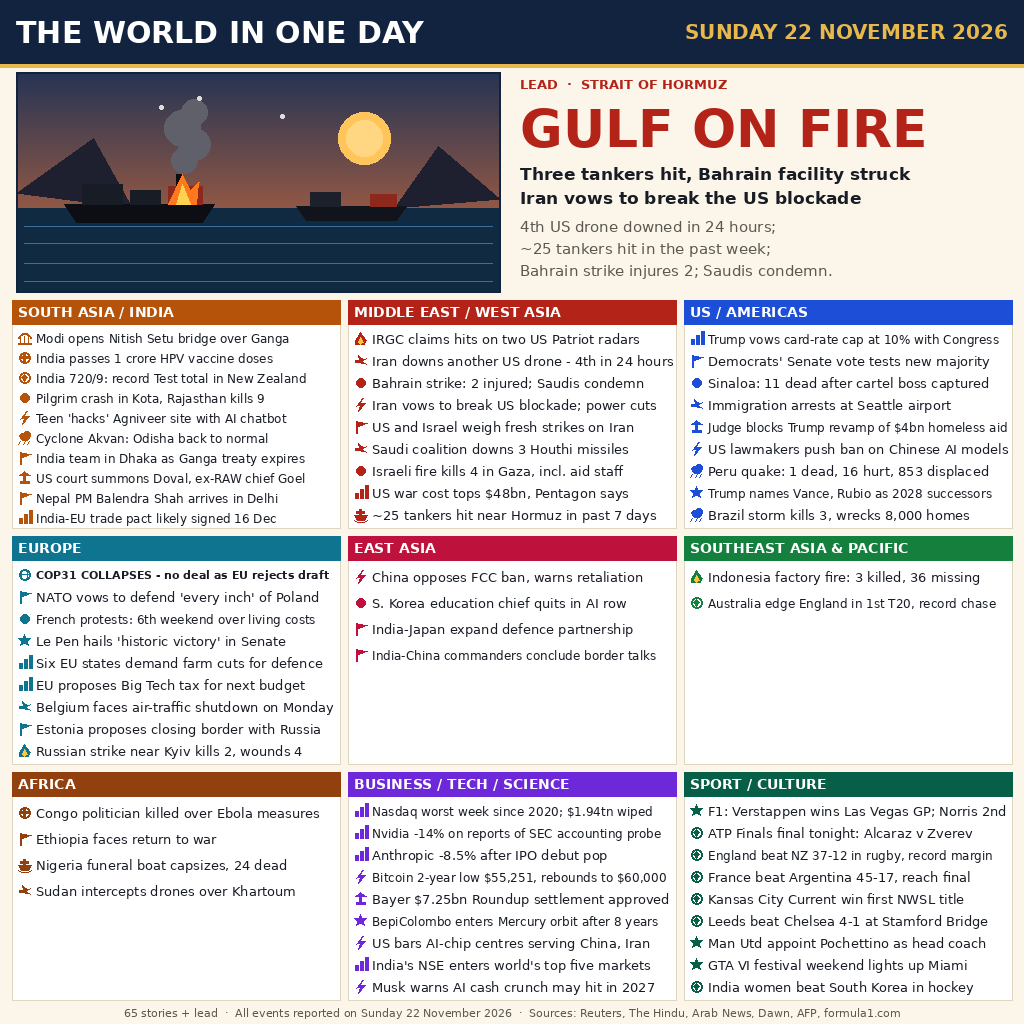 THE WORLD IN ONE DAY
SUNDAY 22 NOVEMBER 2026
LEAD · STRAIT OF HORMUZ
GULF ON FIRE
Three tankers hit, Bahrain facility struck
Iran vows to break the US blockade
4th US drone downed in 24 hours;
~25 tankers hit in the past week;
Bahrain strike injures 2; Saudis condemn.
SOUTH ASIA / INDIA
Modi opens Nitish Setu bridge over Ganga
India passes 1 crore HPV vaccine doses
India 720/9: record Test total in New Zealand
Pilgrim crash in Kota, Rajasthan kills 9
Teen 'hacks' Agniveer site with AI chatbot
Cyclone Akvan: Odisha back to normal
India team in Dhaka as Ganga treaty expires
US court summons Doval, ex-RAW chief Goel
Nepal PM Balendra Shah arrives in Delhi
India-EU trade pact likely signed 16 Dec
MIDDLE EAST / WEST ASIA
IRGC claims hits on two US Patriot radars
Iran downs another US drone - 4th in 24 hours
Bahrain strike: 2 injured; Saudis condemn
Iran vows to break US blockade; power cuts
US and Israel weigh fresh strikes on Iran
Saudi coalition downs 3 Houthi missiles
Israeli fire kills 4 in Gaza, incl. aid staff
US war cost tops $48bn, Pentagon says
~25 tankers hit near Hormuz in past 7 days
US / AMERICAS
Trump vows card-rate cap at 10% with Congress
Democrats' Senate vote tests new majority
Sinaloa: 11 dead after cartel boss captured
Immigration arrests at Seattle airport
Judge blocks Trump revamp of $4bn homeless aid
US lawmakers push ban on Chinese AI models
Peru quake: 1 dead, 16 hurt, 853 displaced
Trump names Vance, Rubio as 2028 successors
Brazil storm kills 3, wrecks 8,000 homes
EUROPE
COP31 COLLAPSES - no deal as EU rejects draft
NATO vows to defend 'every inch' of Poland
French protests: 6th weekend over living costs
Le Pen hails 'historic victory' in Senate
Six EU states demand farm cuts for defence
EU proposes Big Tech tax for next budget
Belgium faces air-traffic shutdown on Monday
Estonia proposes closing border with Russia
Russian strike near Kyiv kills 2, wounds 4
EAST ASIA
China opposes FCC ban, warns retaliation
S. Korea education chief quits in AI row
India-Japan expand defence partnership
India-China commanders conclude border talks
SOUTHEAST ASIA & PACIFIC
Indonesia factory fire: 3 killed, 36 missing
Australia edge England in 1st T20, record chase
AFRICA
Congo politician killed over Ebola measures
Ethiopia faces return to war
Nigeria funeral boat capsizes, 24 dead
Sudan intercepts drones over Khartoum
BUSINESS / TECH / SCIENCE
Nasdaq worst week since 2020; $1.94tn wiped
Nvidia -14% on reports of SEC accounting probe
Anthropic -8.5% after IPO debut pop
Bitcoin 2-year low $55,251, rebounds to $60,000
Bayer $7.25bn Roundup settlement approved
BepiColombo enters Mercury orbit after 8 years
US bars AI-chip centres serving China, Iran
India's NSE enters world's top five markets
Musk warns AI cash crunch may hit in 2027
SPORT / CULTURE
F1: Verstappen wins Las Vegas GP; Norris 2nd
ATP Finals final tonight: Alcaraz v Zverev
England beat NZ 37-12 in rugby, record margin
France beat Argentina 45-17, reach final
Kansas City Current win first NWSL title
Leeds beat Chelsea 4-1 at Stamford Bridge
Man Utd appoint Pochettino as head coach
GTA VI festival weekend lights up Miami
India women beat South Korea in hockey
65 stories + lead · All events reported on Sunday 22 November 2026 · Sources: Reuters, The Hindu, Arab News, Dawn, AFP, formula1.com